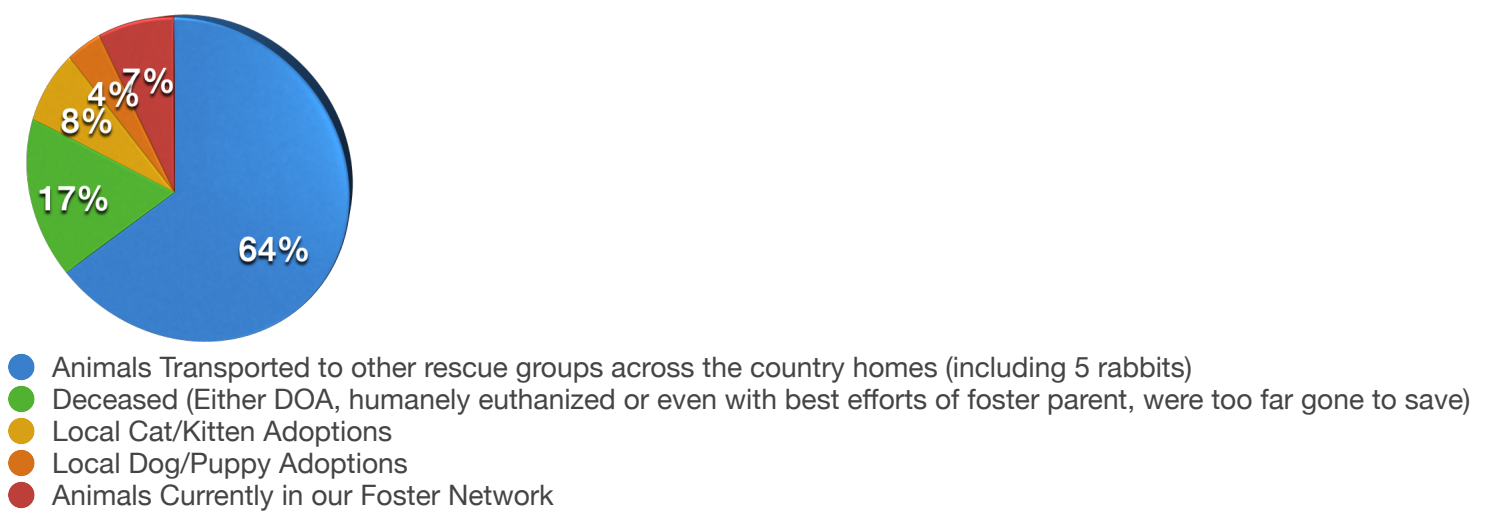 7%
4%
8%
17%
64%
Animals Transported to other rescue groups across the country homes (including 5 rabbits)
Deceased (Either DOA, humanely euthanized or even with best efforts of foster parent, were too far gone to save)
Local Cat/Kitten Adoptions
Local Dog/Puppy Adoptions
Animals Currently in our Foster Network